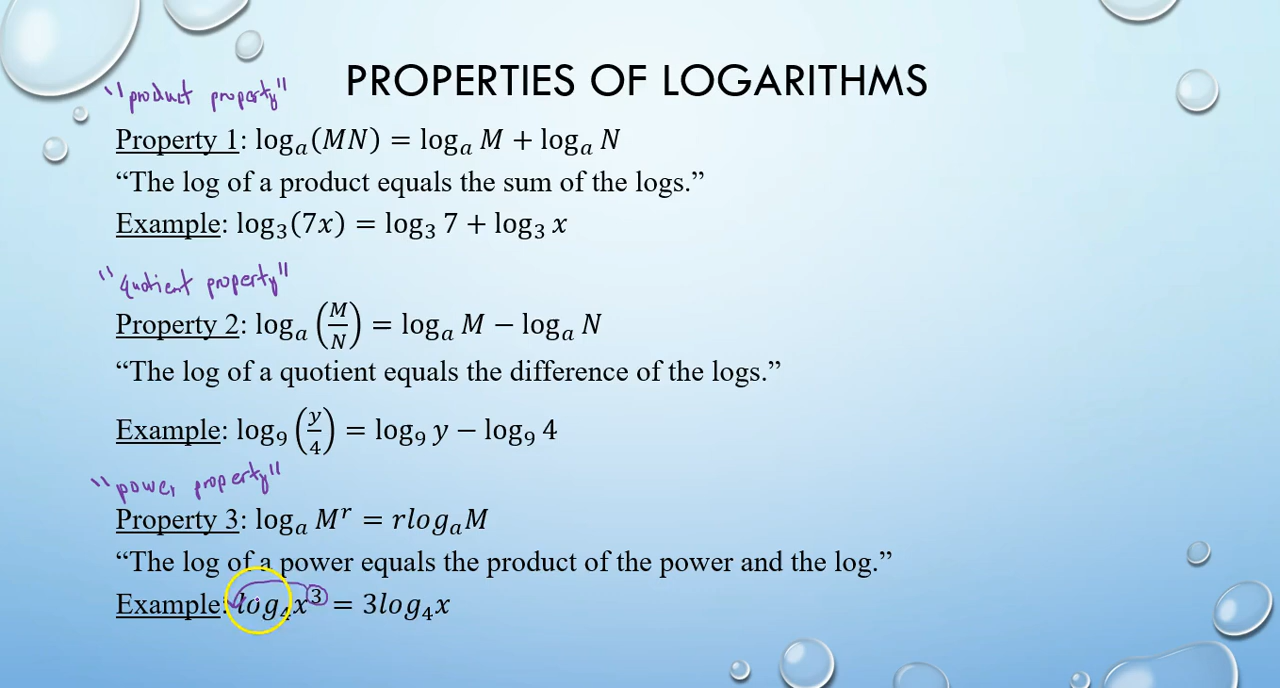 PROPERTIES OF LOGARITHMS
"product property"
Property 1: logₐ(MN) = logₐ M + logₐ N
“The log of a product equals the sum of the logs.”
Example: log₃(7x) = log₃ 7 + log₃ x
"quotient property"
Property 2: logₐ (M/N) = logₐ M − logₐ N
“The log of a quotient equals the difference of the logs.”
Example: log₉ (y/4) = log₉ y − log₉ 4
"power property"
Property 3: logₐ Mʳ = rlogₐM
“The log of a power equals the product of the power and the log.”
Example: log₄x³ = 3log₄x